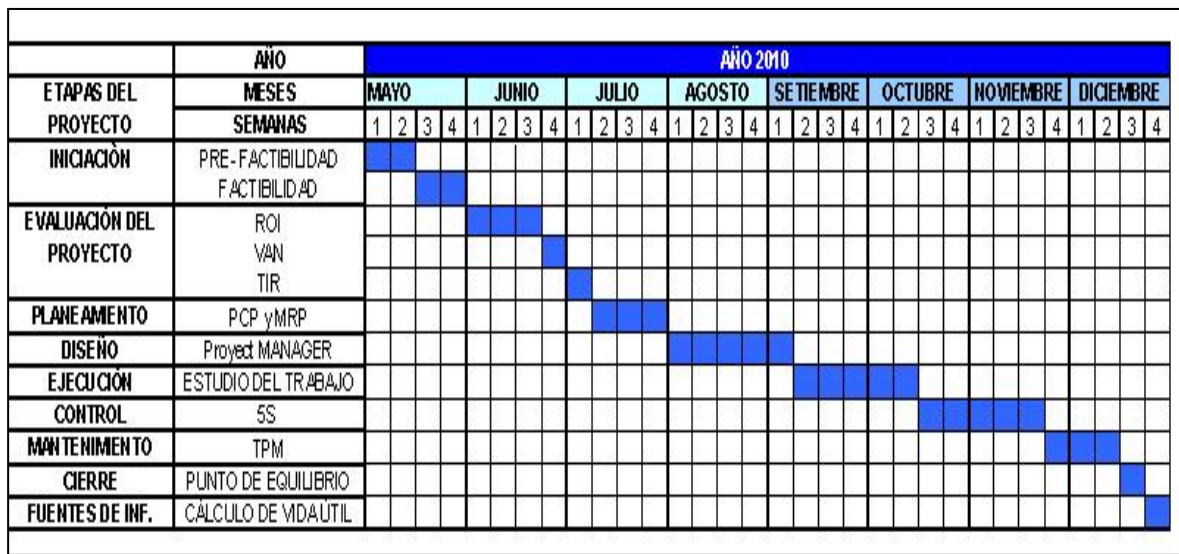 AÑO AÑO 2010
ETAPAS DEL MESES MAYO JUNIO JULIO AGOSTO SETIEMBRE OCTUBRE NOVIEMBRE DICIEMBRE
PROYECTO SEMANAS 1 2 3 4 1 2 3 4 1 2 3 4 1 2 3 4 1 2 3 4 1 2 3 4 1 2 3 4 1 2 3 4
INICIACIÒN PRE-FACTIBILIDAD
FACTIBILIDAD
EVALUACIÓN DEL ROI
PROYECTO VAN
TIR
PLANEAMIENTO PCP yMRP
DISEÑO Proyect MANAGER
EJECUCIÓN ESTUDIO DEL TRABAJO
CONTROL 5S
MANTENIMIENTO TPM
CIERRE PUNTO DE EQUILIBRIO
FUENTES DE INF. CÁLCULO DE VIDA ÚTIL